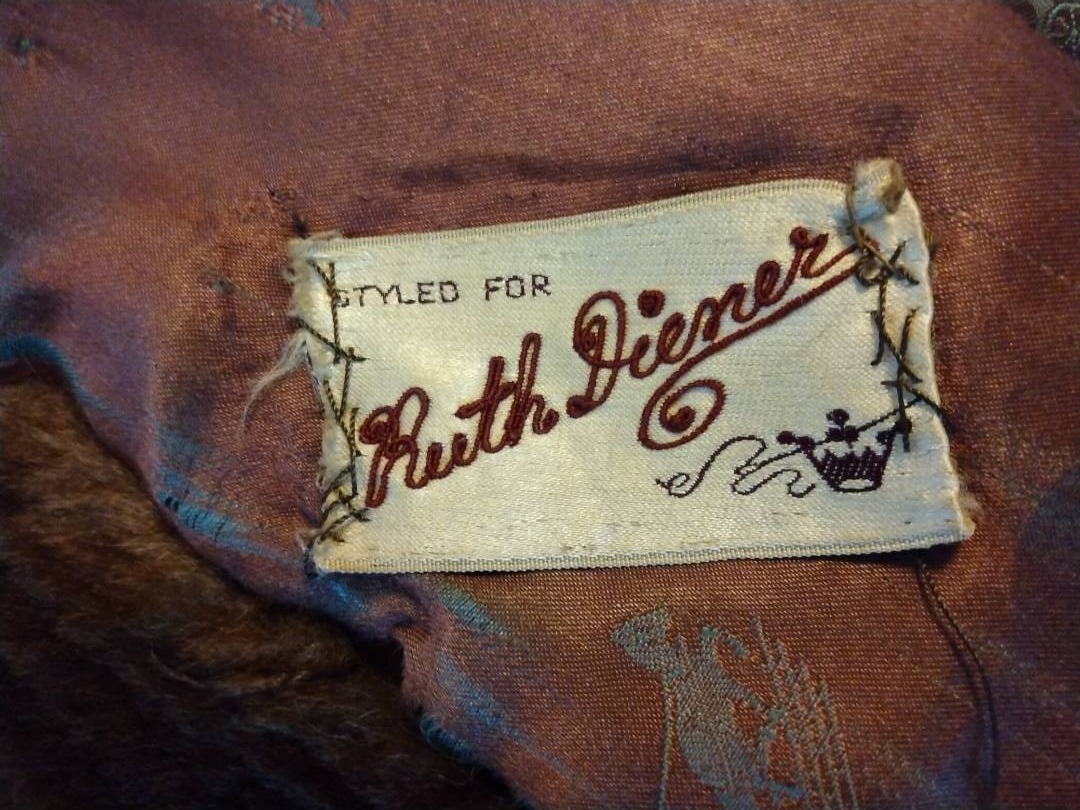 STYLED FOR
Ruth Diener